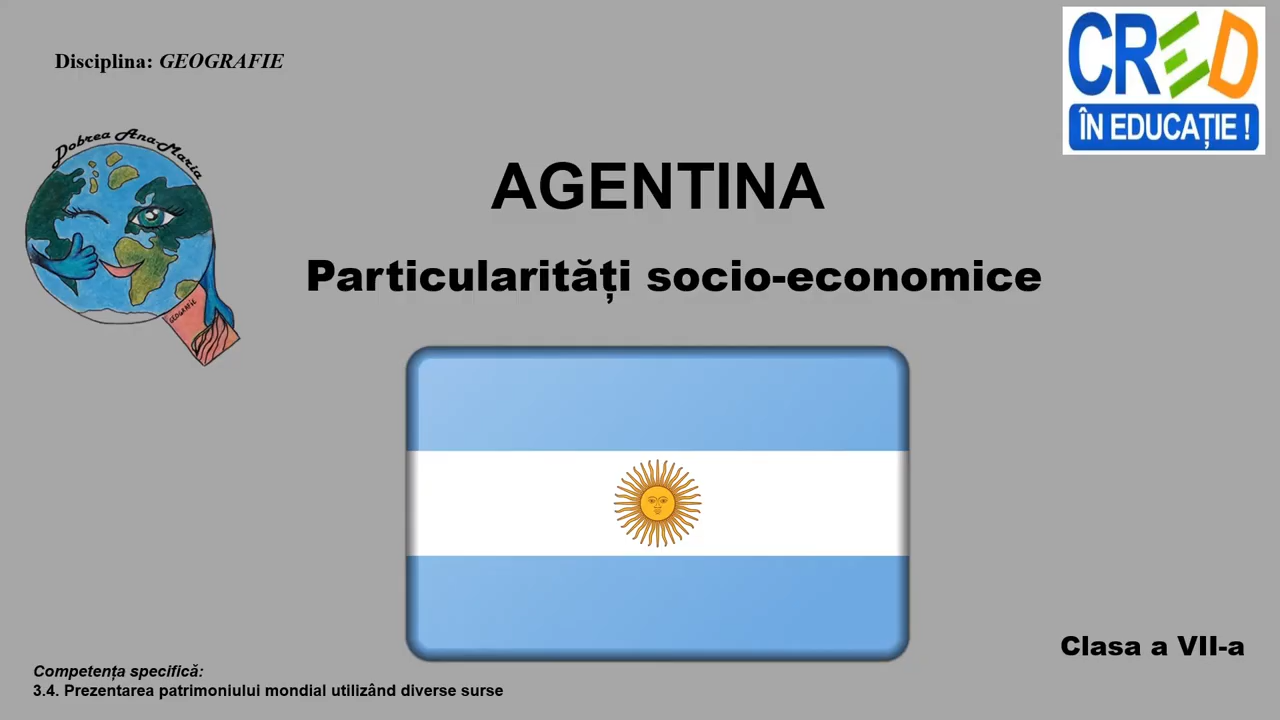 Disciplina: GEOGRAFIE
CRED
ÎN EDUCAȚIE !
Dobrea Ana-Maria
AGENTINA
Particularități socio-economice
GEOGRAFIE
Clasa a VII-a
Competența specifică:
3.4. Prezentarea patrimoniului mondial utilizând diverse surse